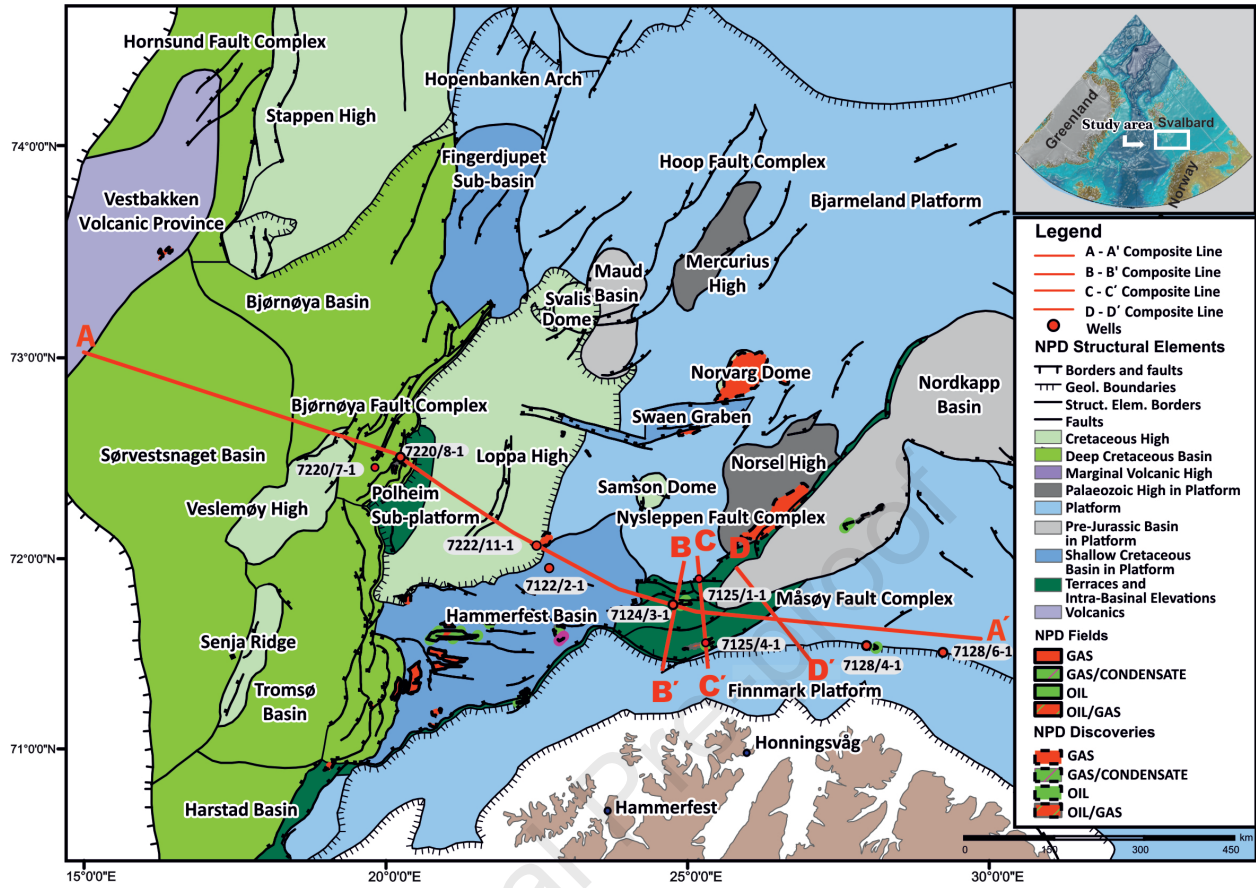 Hornsund Fault Complex
Hopenbanken Arch
Stappen High
74°0'0"N
Fingerdjupet
Sub-basin
Hoop Fault Complex
Vestbakken
Volcanic Province
Bjarmeland Platform
Maud
Basin
Mercurius
High
Bjørnøya Basin
Svalis
Dome
A
73°0'0"N
Norvarg Dome
Nordkapp
Basin
Bjørnøya Fault Complex
Swaen Graben
Sørvestsnaget Basin
7220/8-1
7220/7-1
Loppa High
Norsel High
Polheim
Sub-platform
Samson Dome
Veslemøy High
Nysleppen Fault Complex
7222/11-1
72°0'0"N
B
C
D
7122/2-1
7125/1-1
Måsøy Fault Complex
7124/3-1
Hammerfest Basin
A′
Senja Ridge
7125/4-1
7128/4-1
7128/6-1
B′
C′
D′
Tromsø
Basin
Finnmark Platform
71°0'0"N
Honningsvåg
Harstad Basin
Hammerfest
al Pre-proof
15°0'0"E
20°0'0"E
25°0'0"E
30°0'0"E
Greenland
Study area
Svalbard
Norway
Legend
A - A' Composite Line
B - B' Composite Line
C - C′ Composite Line
D - D′ Composite Line
Wells
NPD Structural Elements
Borders and faults
Geol. Boundaries
Struct. Elem. Borders
Faults
Cretaceous High
Deep Cretaceous Basin
Marginal Volcanic High
Palaeozoic High in Platform
Platform
Pre-Jurassic Basin
in Platform
Shallow Cretaceous
Basin in Platform
Terraces and
Intra-Basinal Elevations
Volcanics
NPD Fields
GAS
GAS/CONDENSATE
OIL
OIL/GAS
NPD Discoveries
GAS
GAS/CONDENSATE
OIL
OIL/GAS
km
0
150
300
450